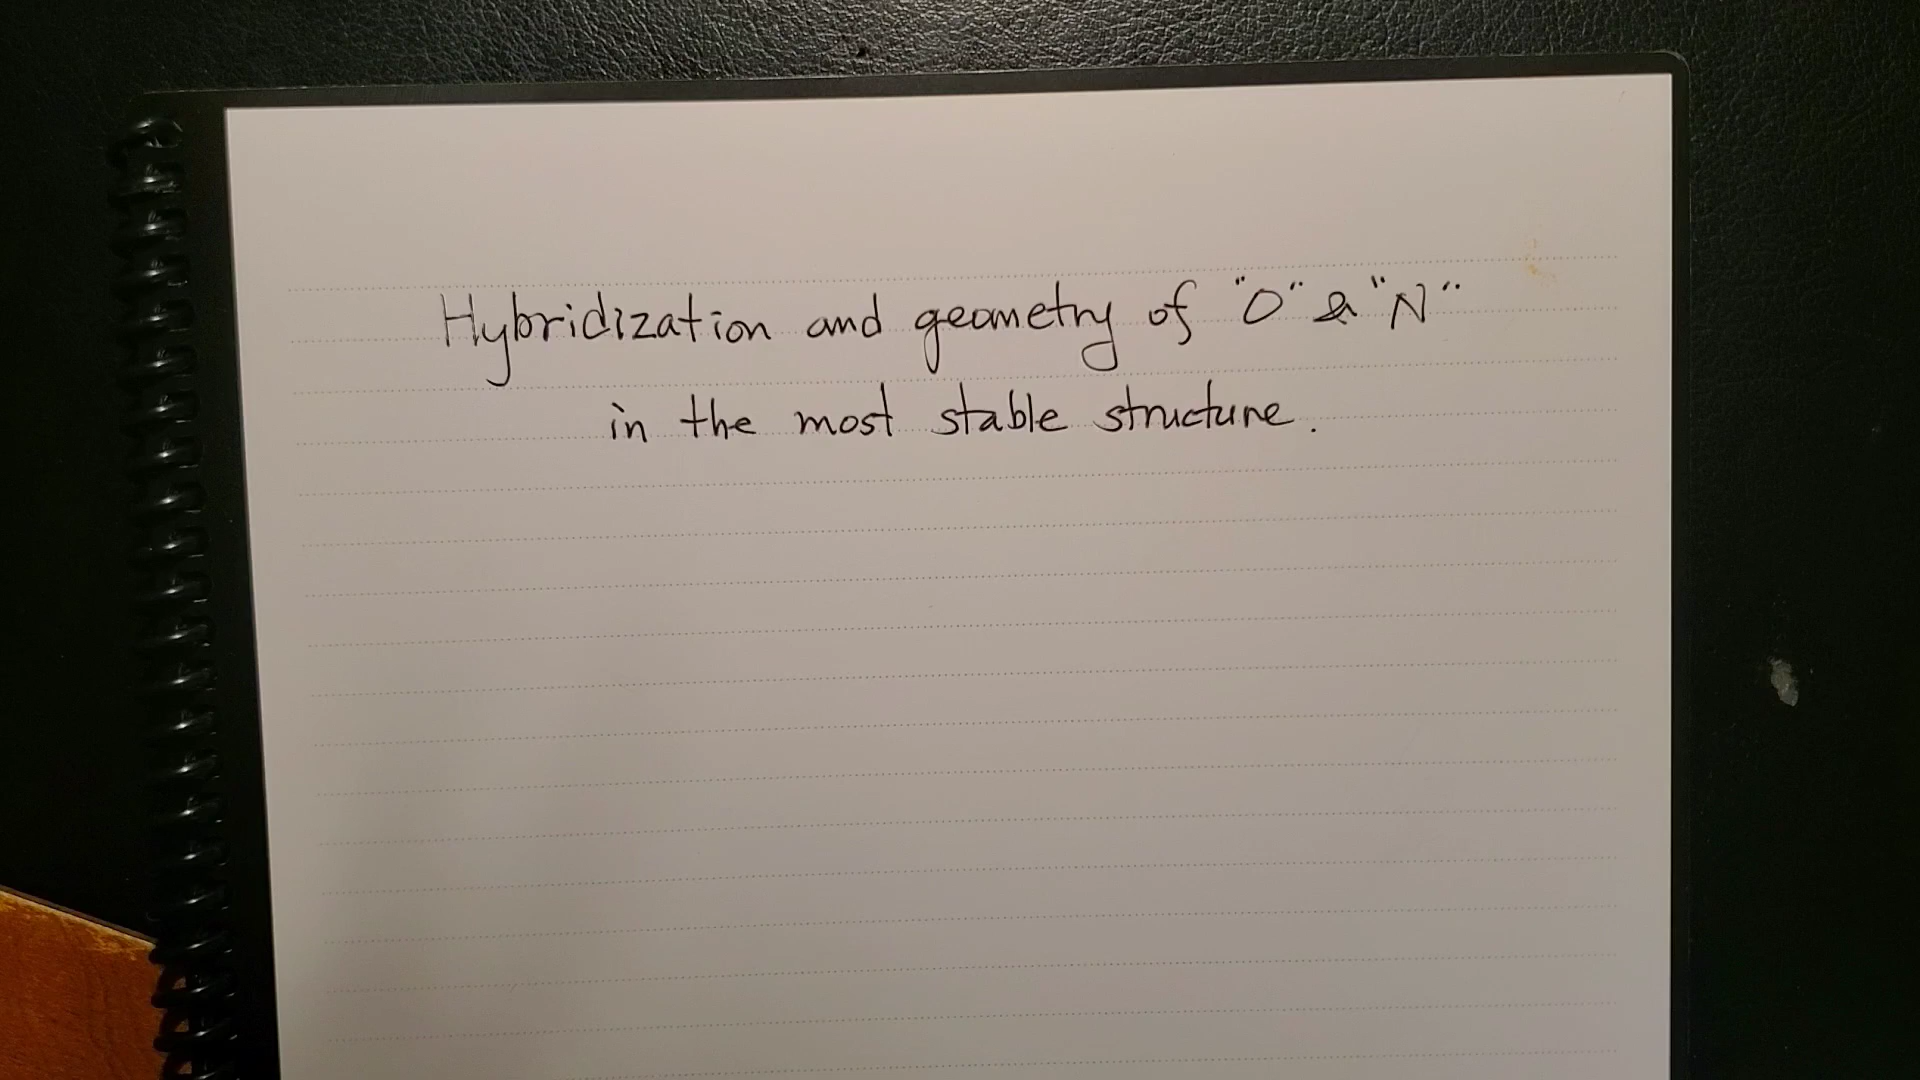 Hybridization and geometry of "O" & "N"
in the most stable structure.